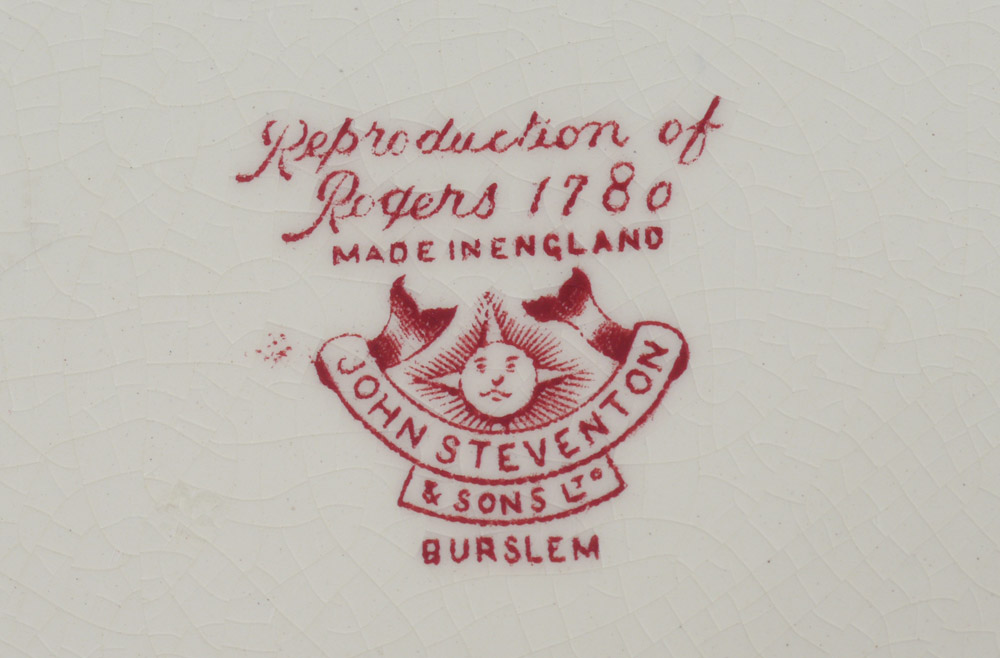 Reproduction of
Rogers 1780
MADE IN ENGLAND
JOHN STEVENTON
& SONS LTD
BURSLEM